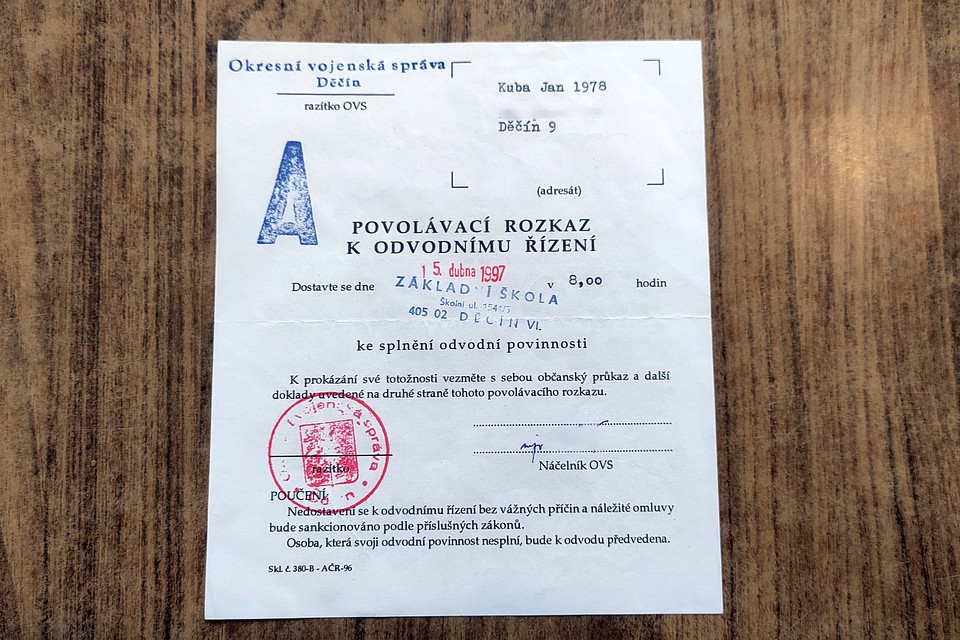 Okresní vojenská správa
Děčín
razítko OVS
Kuba Jan 1978
Děčín 9
(adresát)
A
POVOLÁVACÍ ROZKAZ
K ODVODNÍMU ŘÍZENÍ
Dostavte se dne 15. dubna 1997 v 8,00 hodin
ZÁKLADNÍ ŠKOLA
Školní ul.
405 02 DĚČÍN VI.
ke splnění odvodní povinnosti
K prokázání své totožnosti vezměte s sebou občanský průkaz a další
doklady uvedené na druhé straně tohoto povolávacího rozkazu.
vojenská správa
razítko
Náčelník OVS
POUČENÍ:
Nedostavení se k odvodnímu řízení bez vážných příčin a náležité omluvy
bude sankcionováno podle příslušných zákonů.
Osoba, která svoji odvodní povinnost nesplní, bude k odvodu předvedena.
Skl. č. 380-B - AČR-96